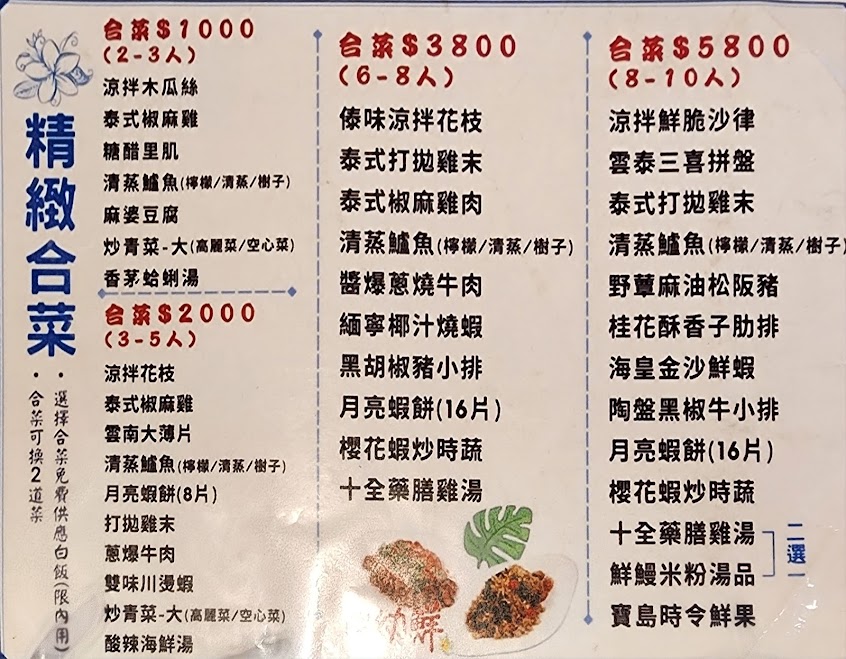 精緻合菜
・選擇合菜免費供應白飯(限內用)
・合菜可換2道菜
合菜$1000
(2-3人)
涼拌木瓜絲
泰式椒麻雞
糖醋里肌
清蒸鱸魚(檸檬/清蒸/樹子)
麻婆豆腐
炒青菜-大(高麗菜/空心菜)
香茅蛤蜊湯
合菜$2000
(3-5人)
涼拌花枝
泰式椒麻雞
雲南大薄片
清蒸鱸魚(檸檬/清蒸/樹子)
月亮蝦餅(8片)
打拋雞末
蔥爆牛肉
雙味川燙蝦
炒青菜-大(高麗菜/空心菜)
酸辣海鮮湯
合菜$3800
(6-8人)
傣味涼拌花枝
泰式打拋雞末
泰式椒麻雞肉
清蒸鱸魚(檸檬/清蒸/樹子)
醬爆蔥燒牛肉
緬寧椰汁燒蝦
黑胡椒豬小排
月亮蝦餅(16片)
櫻花蝦炒時蔬
十全藥膳雞湯
合菜$5800
(8-10人)
涼拌鮮脆沙律
雲泰三喜拼盤
泰式打拋雞末
清蒸鱸魚(檸檬/清蒸/樹子)
野蕈麻油松阪豬
桂花酥香子肋排
海皇金沙鮮蝦
陶盤黑椒牛小排
月亮蝦餅(16片)
櫻花蝦炒時蔬
十全藥膳雞湯
鮮鰻米粉湯品
二選一
寶島時令鮮果